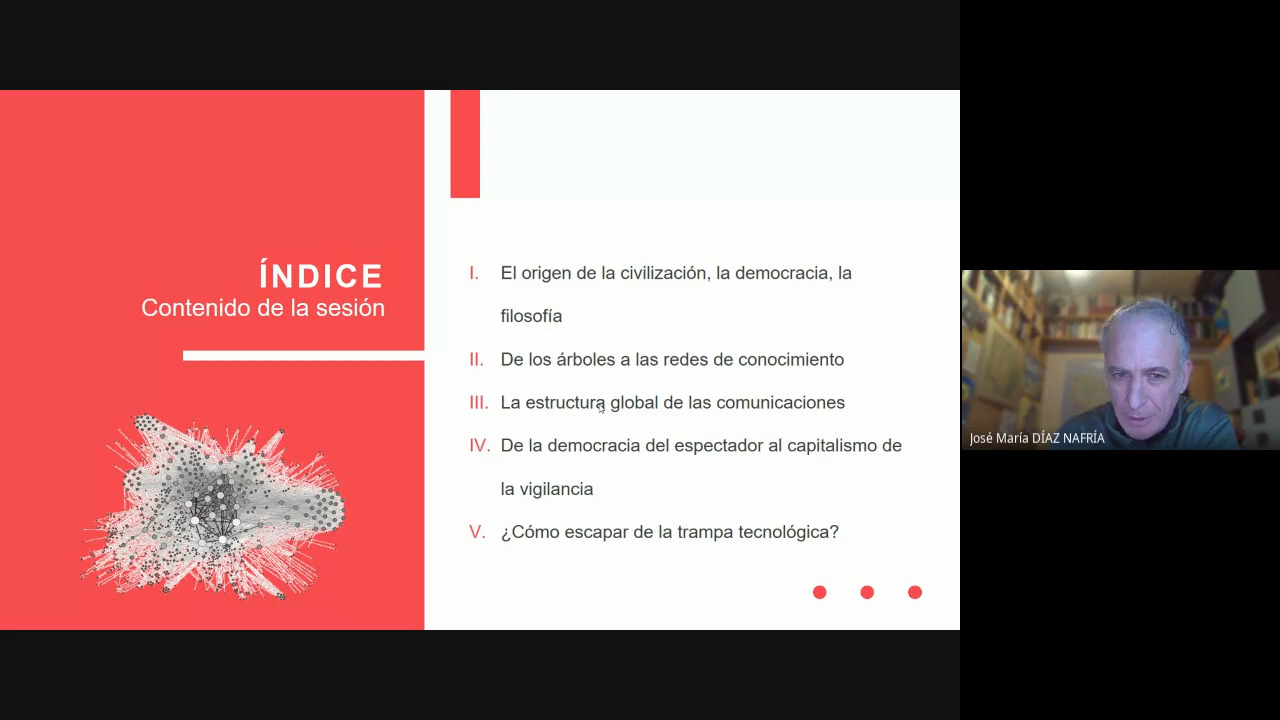 ÍNDICE
Contenido de la sesión
I. El origen de la civilización, la democracia, la
filosofía
II. De los árboles a las redes de conocimiento
III. La estructura global de las comunicaciones
IV. De la democracia del espectador al capitalismo de
la vigilancia
V. ¿Cómo escapar de la trampa tecnológica?
José María DÍAZ NAFRÍA